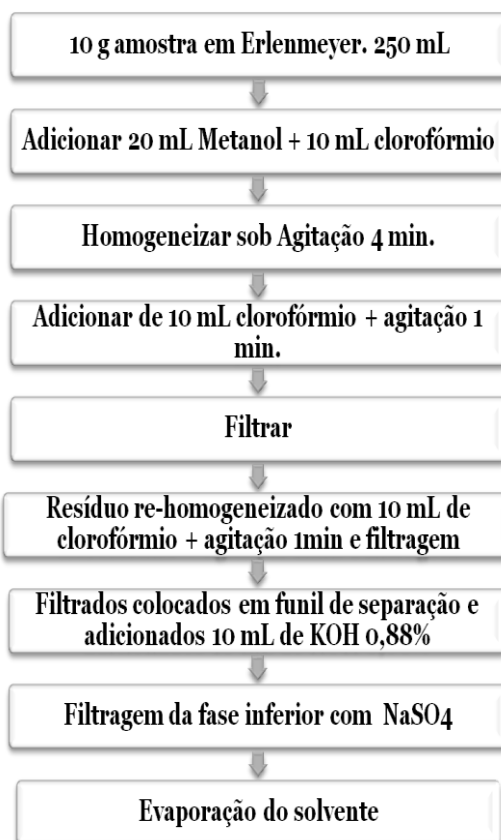 10 g amostra em Erlenmeyer. 250 mL
Adicionar 20 mL Metanol + 10 mL clorofórmio
Homogeneizar sob Agitação 4 min.
Adicionar de 10 mL clorofórmio + agitação 1
min.
Filtrar
Resíduo re-homogeneizado com 10 mL de
clorofórmio + agitação 1min e filtragem
Filtrados colocados em funil de separação e
adicionados 10 mL de KOH 0,88%
Filtragem da fase inferior com NaSO4
Evaporação do solvente